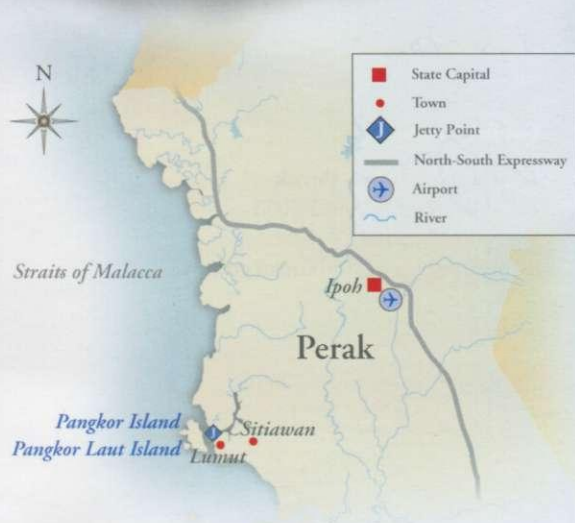 N
State Capital
Town
J
Jetty Point
North-South Expressway
Airport
River
Straits of Malacca
Ipoh
Perak
Pangkor Island
J
Sitiawan
Pangkor Laut Island
Lumut